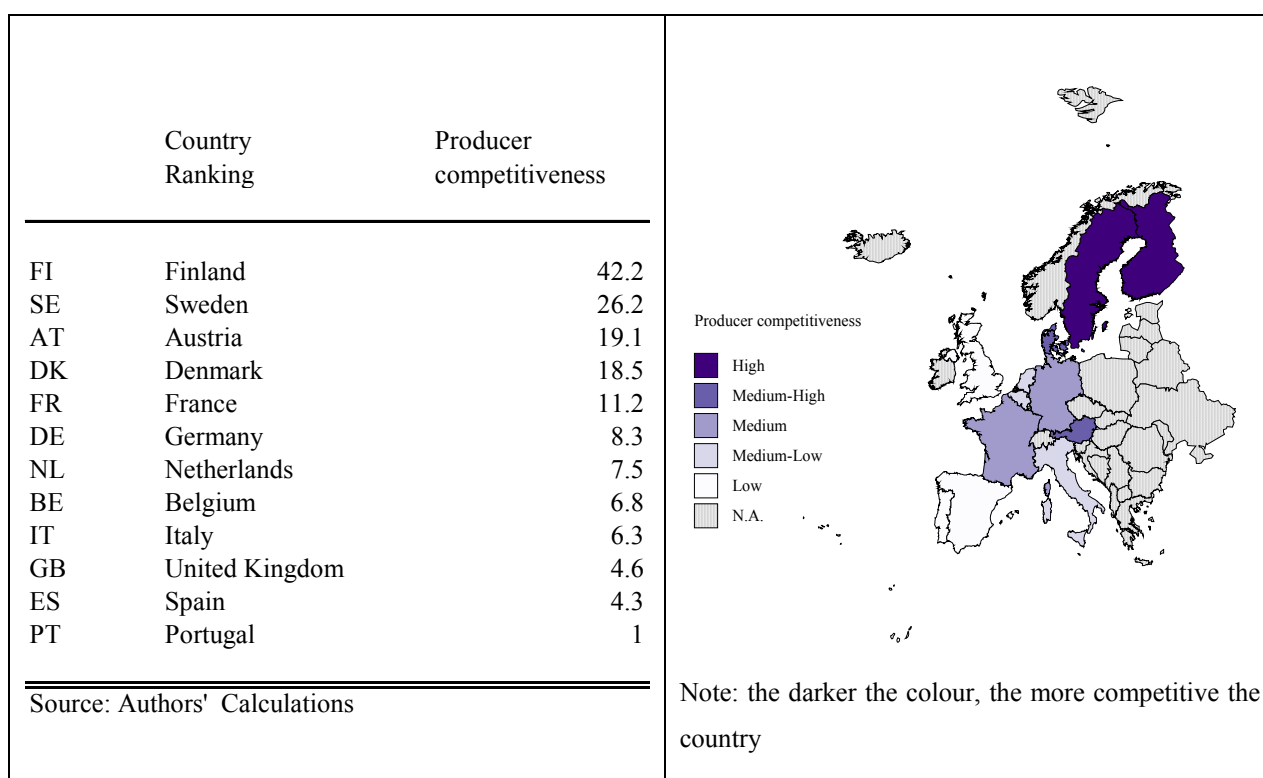 Country Producer
Ranking competitiveness
FI Finland 42.2
SE Sweden 26.2
AT Austria 19.1
DK Denmark 18.5
FR France 11.2
DE Germany 8.3
NL Netherlands 7.5
BE Belgium 6.8
IT Italy 6.3
GB United Kingdom 4.6
ES Spain 4.3
PT Portugal 1
Source: Authors' Calculations
Producer competitiveness
High
Medium-High
Medium
Medium-Low
Low
N.A.
Note: the darker the colour, the more competitive the
country